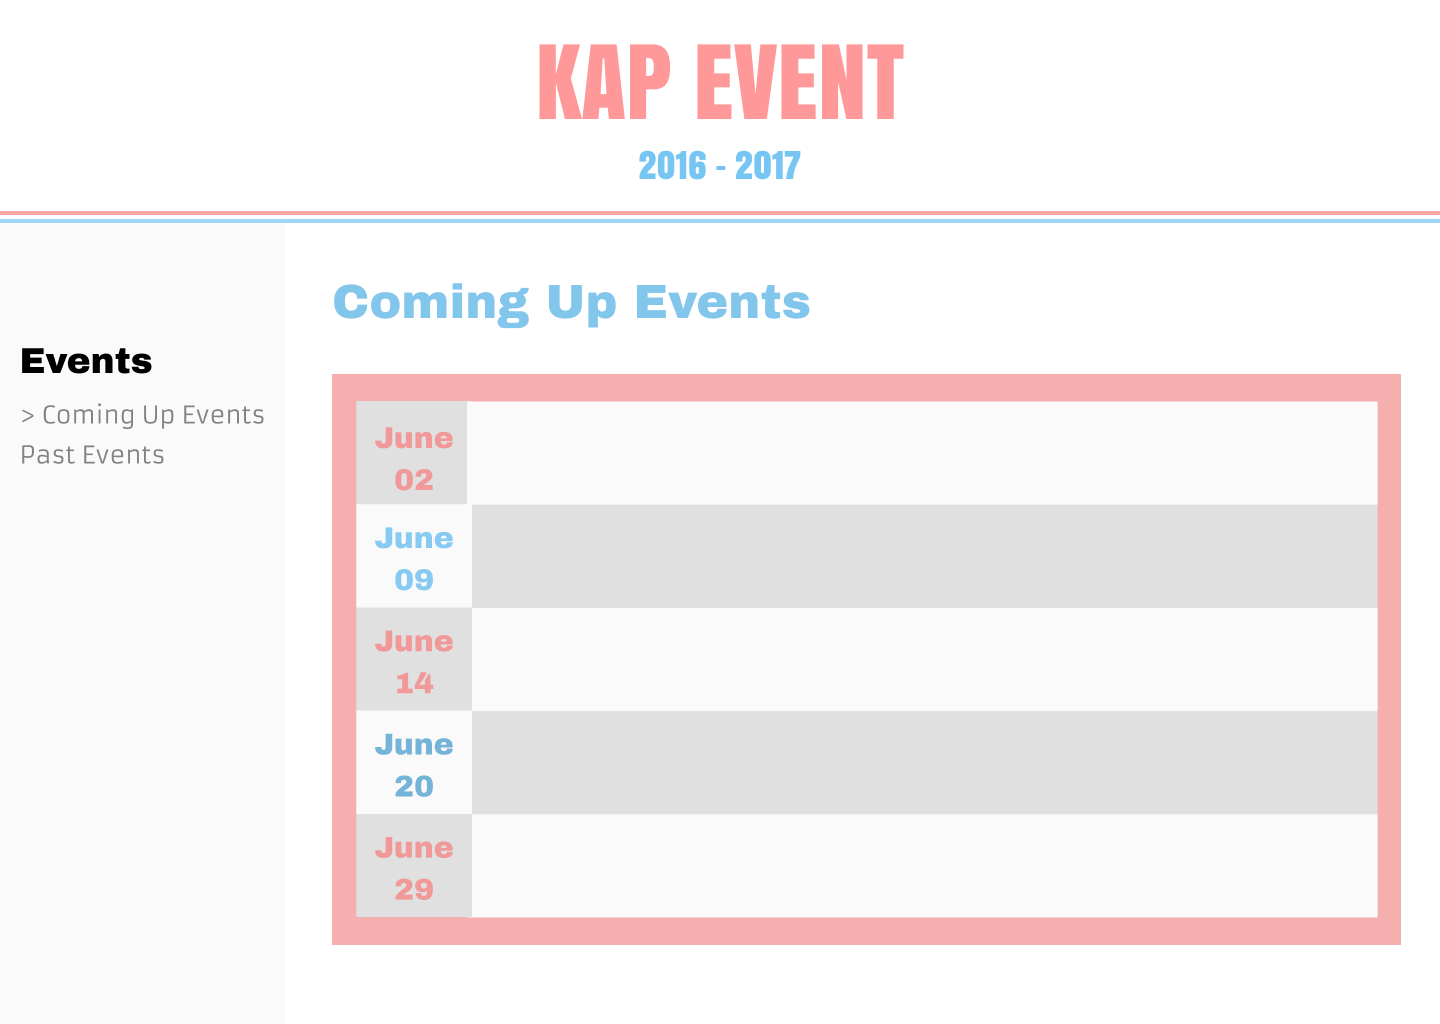 KAP EVENT
2016 - 2017
Coming Up Events
Events
> Coming Up Events
Past Events
June
02
June
09
June
14
June
20
June
29